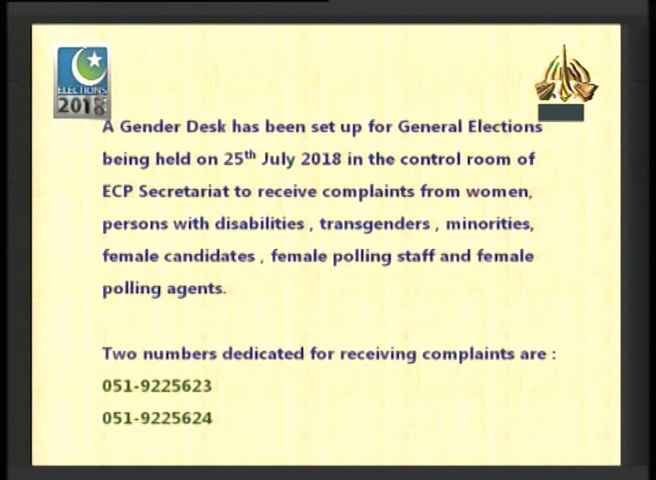 ELECTIONS
2018
A Gender Desk has been set up for General Elections
being held on 25th July 2018 in the control room of
ECP Secretariat to receive complaints from women,
persons with disabilities , transgenders , minorities,
female candidates , female polling staff and female
polling agents.
Two numbers dedicated for receiving complaints are :
051-9225623
051-9225624